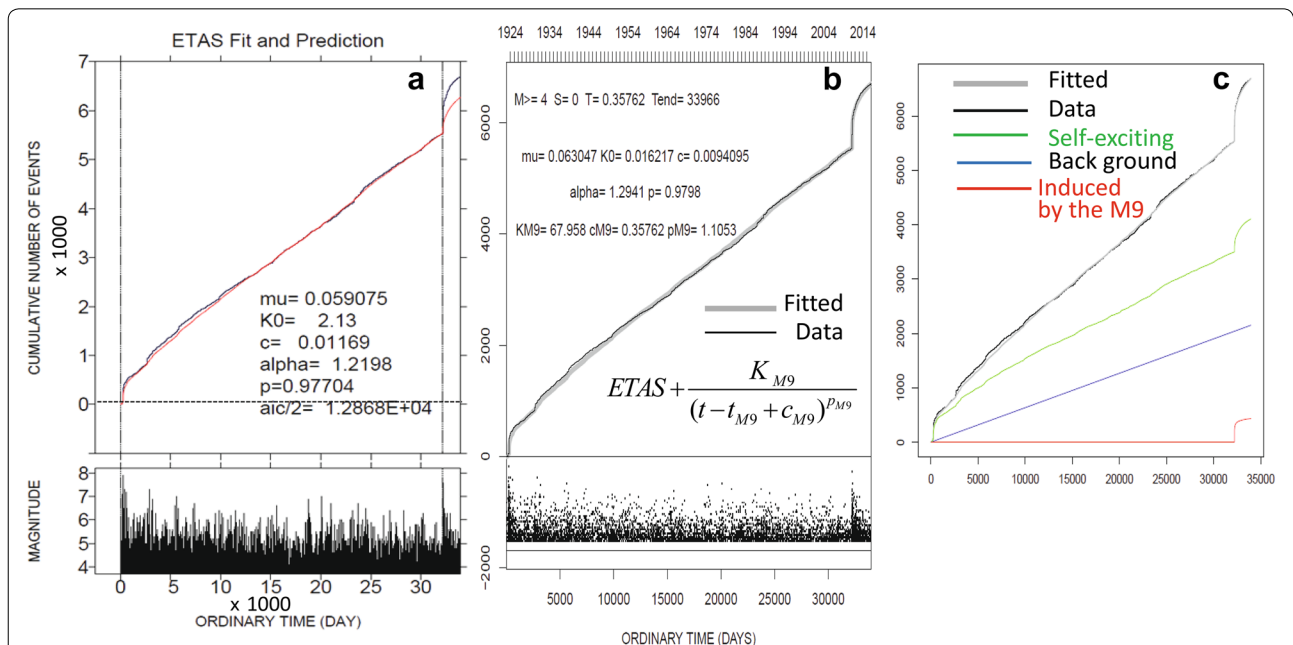 ETAS Fit and Prediction
a
CUMULATIVE NUMBER OF EVENTS
x 1000
7
6
5
4
3
2
1
0
mu= 0.059075
K0= 2.13
c= 0.01169
alpha= 1.2198
p=0.97704
aic/2= 1.2868E+04
MAGNITUDE
8
7
6
5
4
0 5 10 15 20 25 30
x 1000
ORDINARY TIME (DAY)
1924 1934 1944 1954 1964 1974 1984 1994 2004 2014
b
M>= 4 S= 0 T= 0.35762 Tend= 33966
mu= 0.063047 K0= 0.016217 c= 0.0094095
alpha= 1.2941 p= 0.9798
KM9= 67.958 cM9= 0.35762 pM9= 1.1053
Fitted
Data
ETAS + K_M9 / (t − t_M9 + c_M9)^p_M9
6000
4000
2000
0
−2000
5000 10000 15000 20000 25000 30000
ORDINARY TIME (DAYS)
c
Fitted
Data
Self-exciting
Back ground
Induced
by the M9
6000
5000
4000
3000
2000
1000
0
0 5000 10000 15000 20000 25000 30000 35000